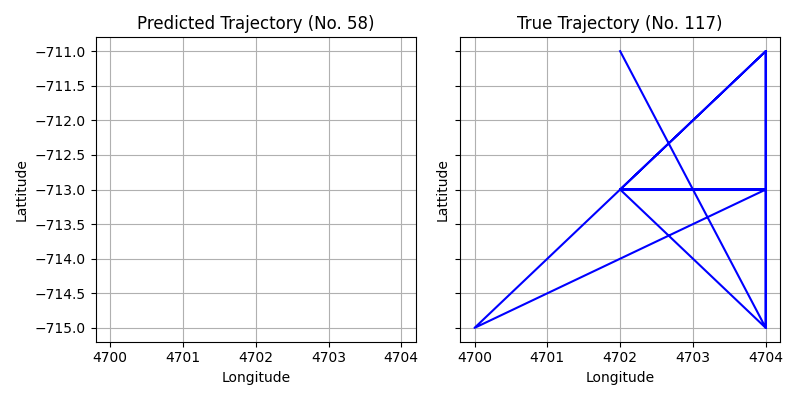 Predicted Trajectory (No. 58)
−711.0
−711.5
−712.0
−712.5
−713.0
−713.5
−714.0
−714.5
−715.0
Lattitude
4700 4701 4702 4703 4704
Longitude
True Trajectory (No. 117)
Lattitude
4700 4701 4702 4703 4704
Longitude